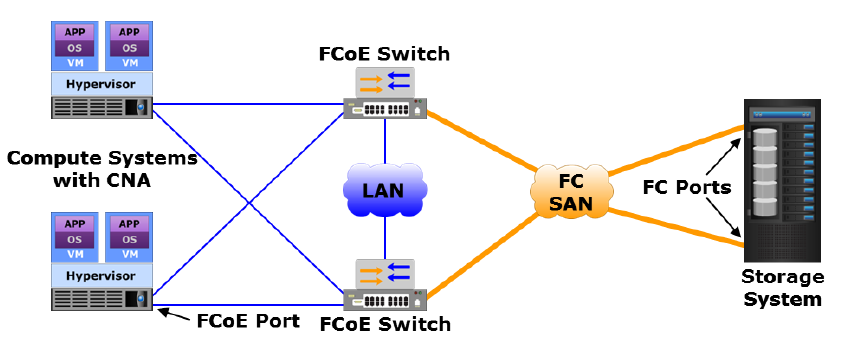 APP APP
OS OS
VM VM
Hypervisor
FCoE Switch
Compute Systems
with CNA
LAN
FC
SAN
FC Ports
APP APP
OS OS
VM VM
Hypervisor
FCoE Port
FCoE Switch
Storage
System